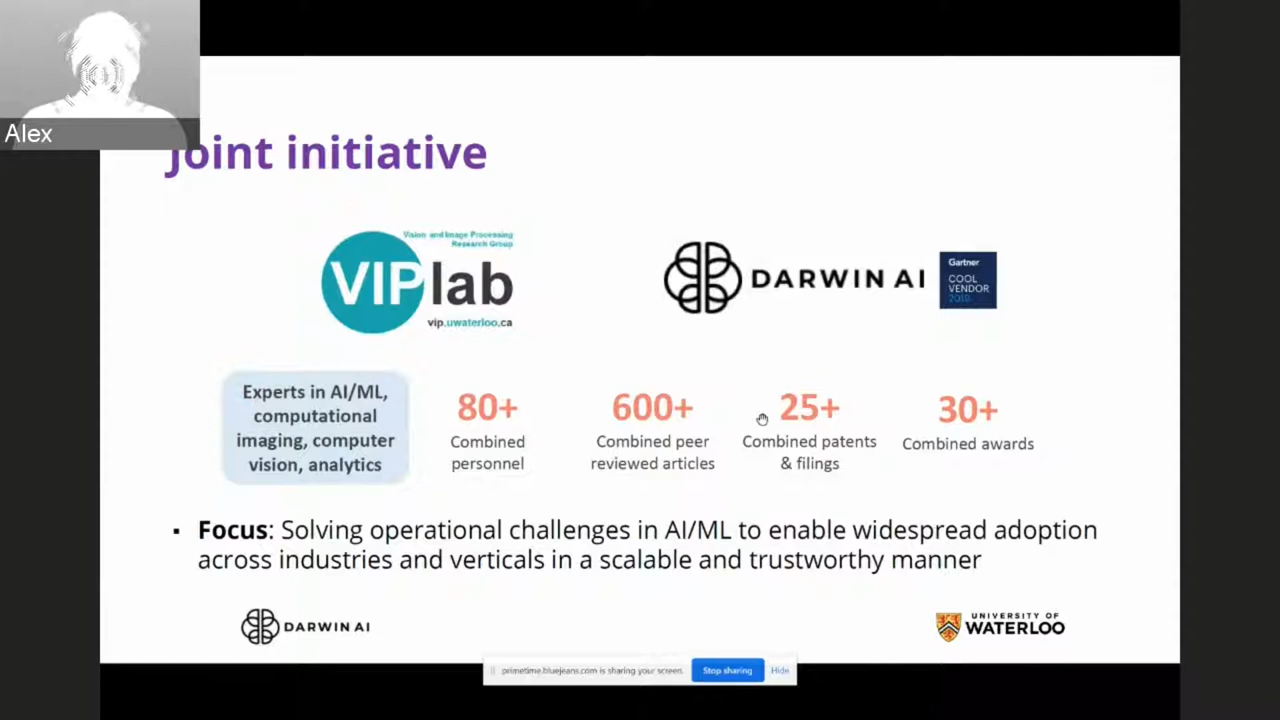 Alex
Joint initiative
Vision and Image Processing
Research Group
VIPlab
vip.uwaterloo.ca
DARWIN AI
Gartner
COOL
VENDOR
2019
Experts in AI/ML,
computational
imaging, computer
vision, analytics
80+
Combined
personnel
600+
Combined peer
reviewed articles
25+
Combined patents
& filings
30+
Combined awards
▪ Focus: Solving operational challenges in AI/ML to enable widespread adoption
across industries and verticals in a scalable and trustworthy manner
DARWIN AI
UNIVERSITY OF
WATERLOO
primetime.bluejeans.com is sharing your screen.
Stop sharing
Hide